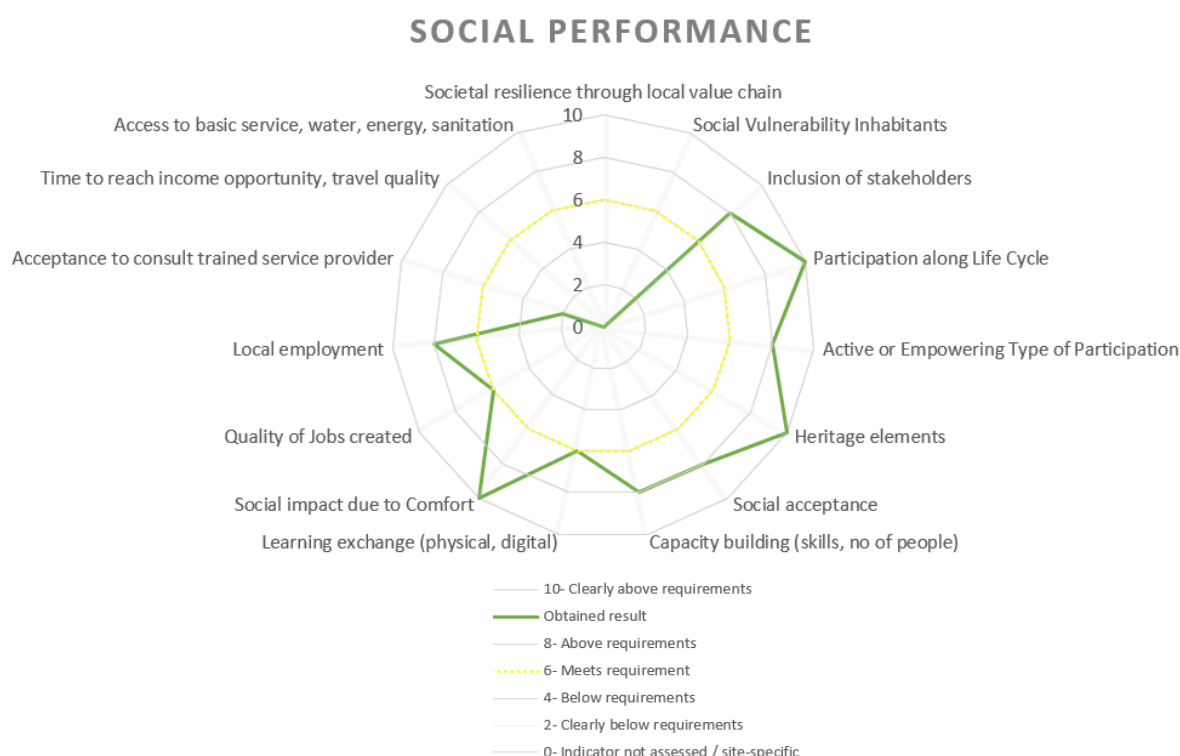 SOCIAL PERFORMANCE
Societal resilience through local value chain
Access to basic service, water, energy, sanitation
10
Social Vulnerability Inhabitants
8
Time to reach income opportunity, travel quality
Inclusion of stakeholders
6
4
Acceptance to consult trained service provider
Participation along Life Cycle
2
0
Local employment
Active or Empowering Type of Participation
Quality of Jobs created
Heritage elements
Social impact due to Comfort
Social acceptance
Learning exchange (physical, digital)
Capacity building (skills, no of people)
10- Clearly above requirements
Obtained result
8- Above requirements
6- Meets requirement
4- Below requirements
2- Clearly below requirements
0- Indicator not assessed / site-specific